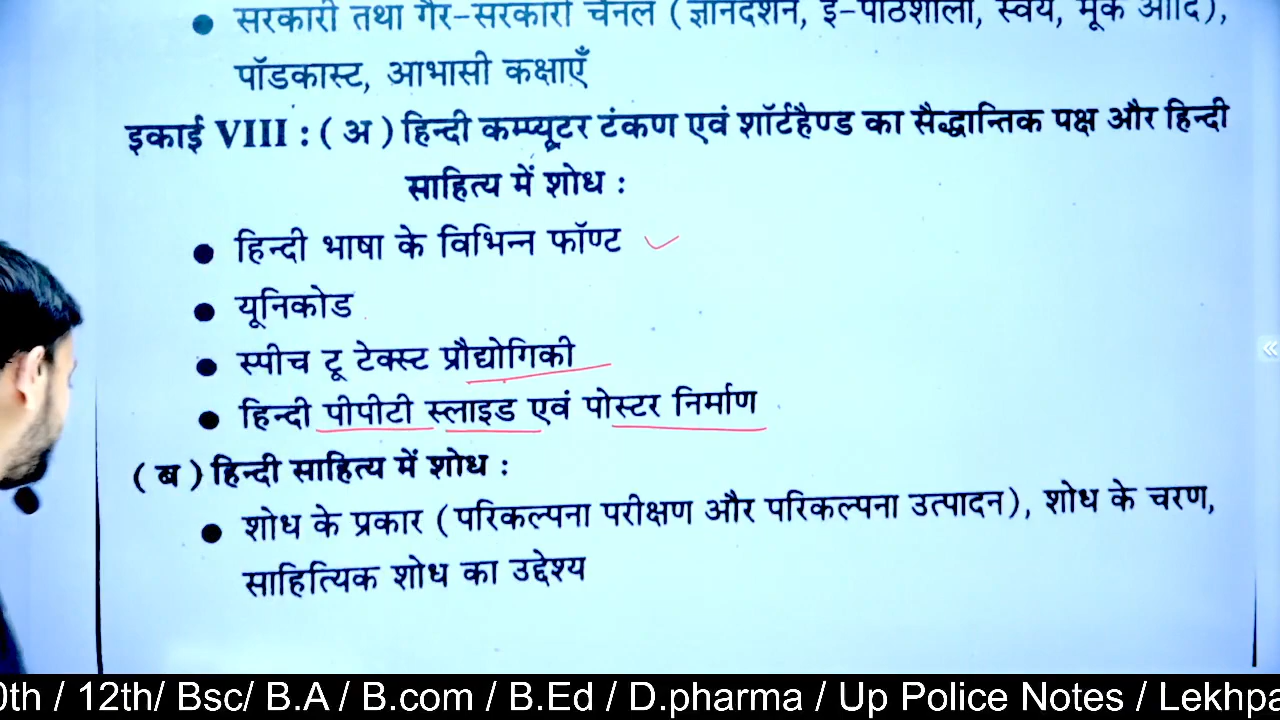 सरकारी तथा गैर-सरकारी चैनल (ज्ञानदर्शन, ई-पाठशाला, स्वयं, मूक आदि),
पॉडकास्ट, आभासी कक्षाएँ
इकाई VIII : ( अ ) हिन्दी कम्प्यूटर टंकण एवं शॉर्टहैण्ड का सैद्धान्तिक पक्ष और हिन्दी
साहित्य में शोध :
हिन्दी भाषा के विभिन्न फॉण्ट
यूनिकोड
स्पीच टू टेक्स्ट प्रौद्योगिकी
हिन्दी पीपीटी स्लाइड एवं पोस्टर निर्माण
( ब ) हिन्दी साहित्य में शोध :
शोध के प्रकार (परिकल्पना परीक्षण और परिकल्पना उत्पादन), शोध के चरण,
साहित्यिक शोध का उद्देश्य
0th / 12th/ Bsc/ B.A / B.com / B.Ed / D.pharma / Up Police Notes / Lekhpa